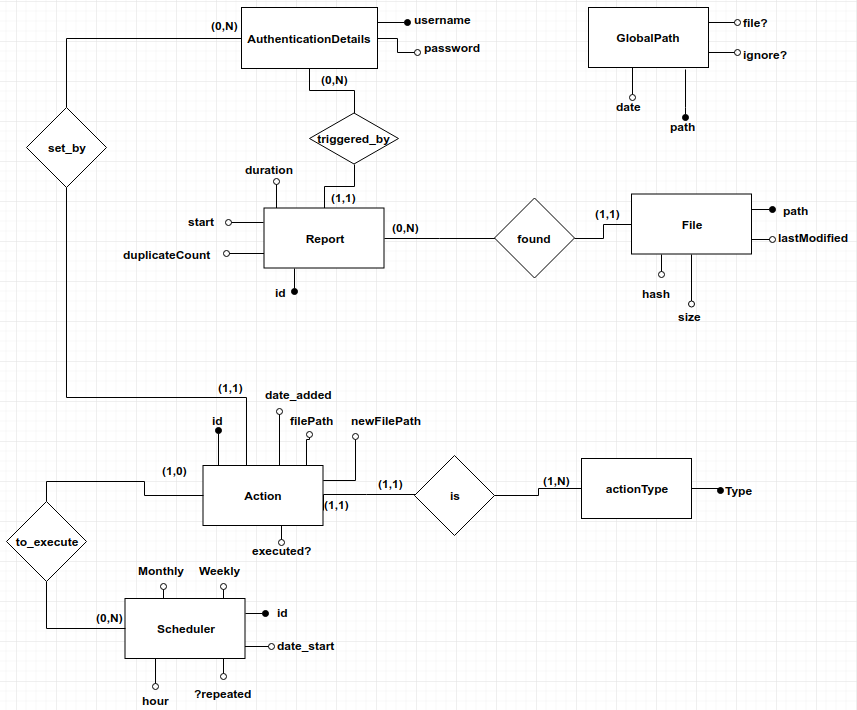 (0,N)
AuthenticationDetails
username
password
GlobalPath
file?
ignore?
date
path
(0,N)
set_by
triggered_by
duration
(1,1)
start
Report
duplicateCount
id
(0,N)
found
(1,1)
File
path
lastModified
hash
size
(1,1)
date_added
id
filePath
newFilePath
(1,0)
Action
(1,1)
(1,1)
is
(1,N)
actionType
Type
executed?
to_execute
Monthly
Weekly
(0,N)
Scheduler
id
date_start
hour
?repeated